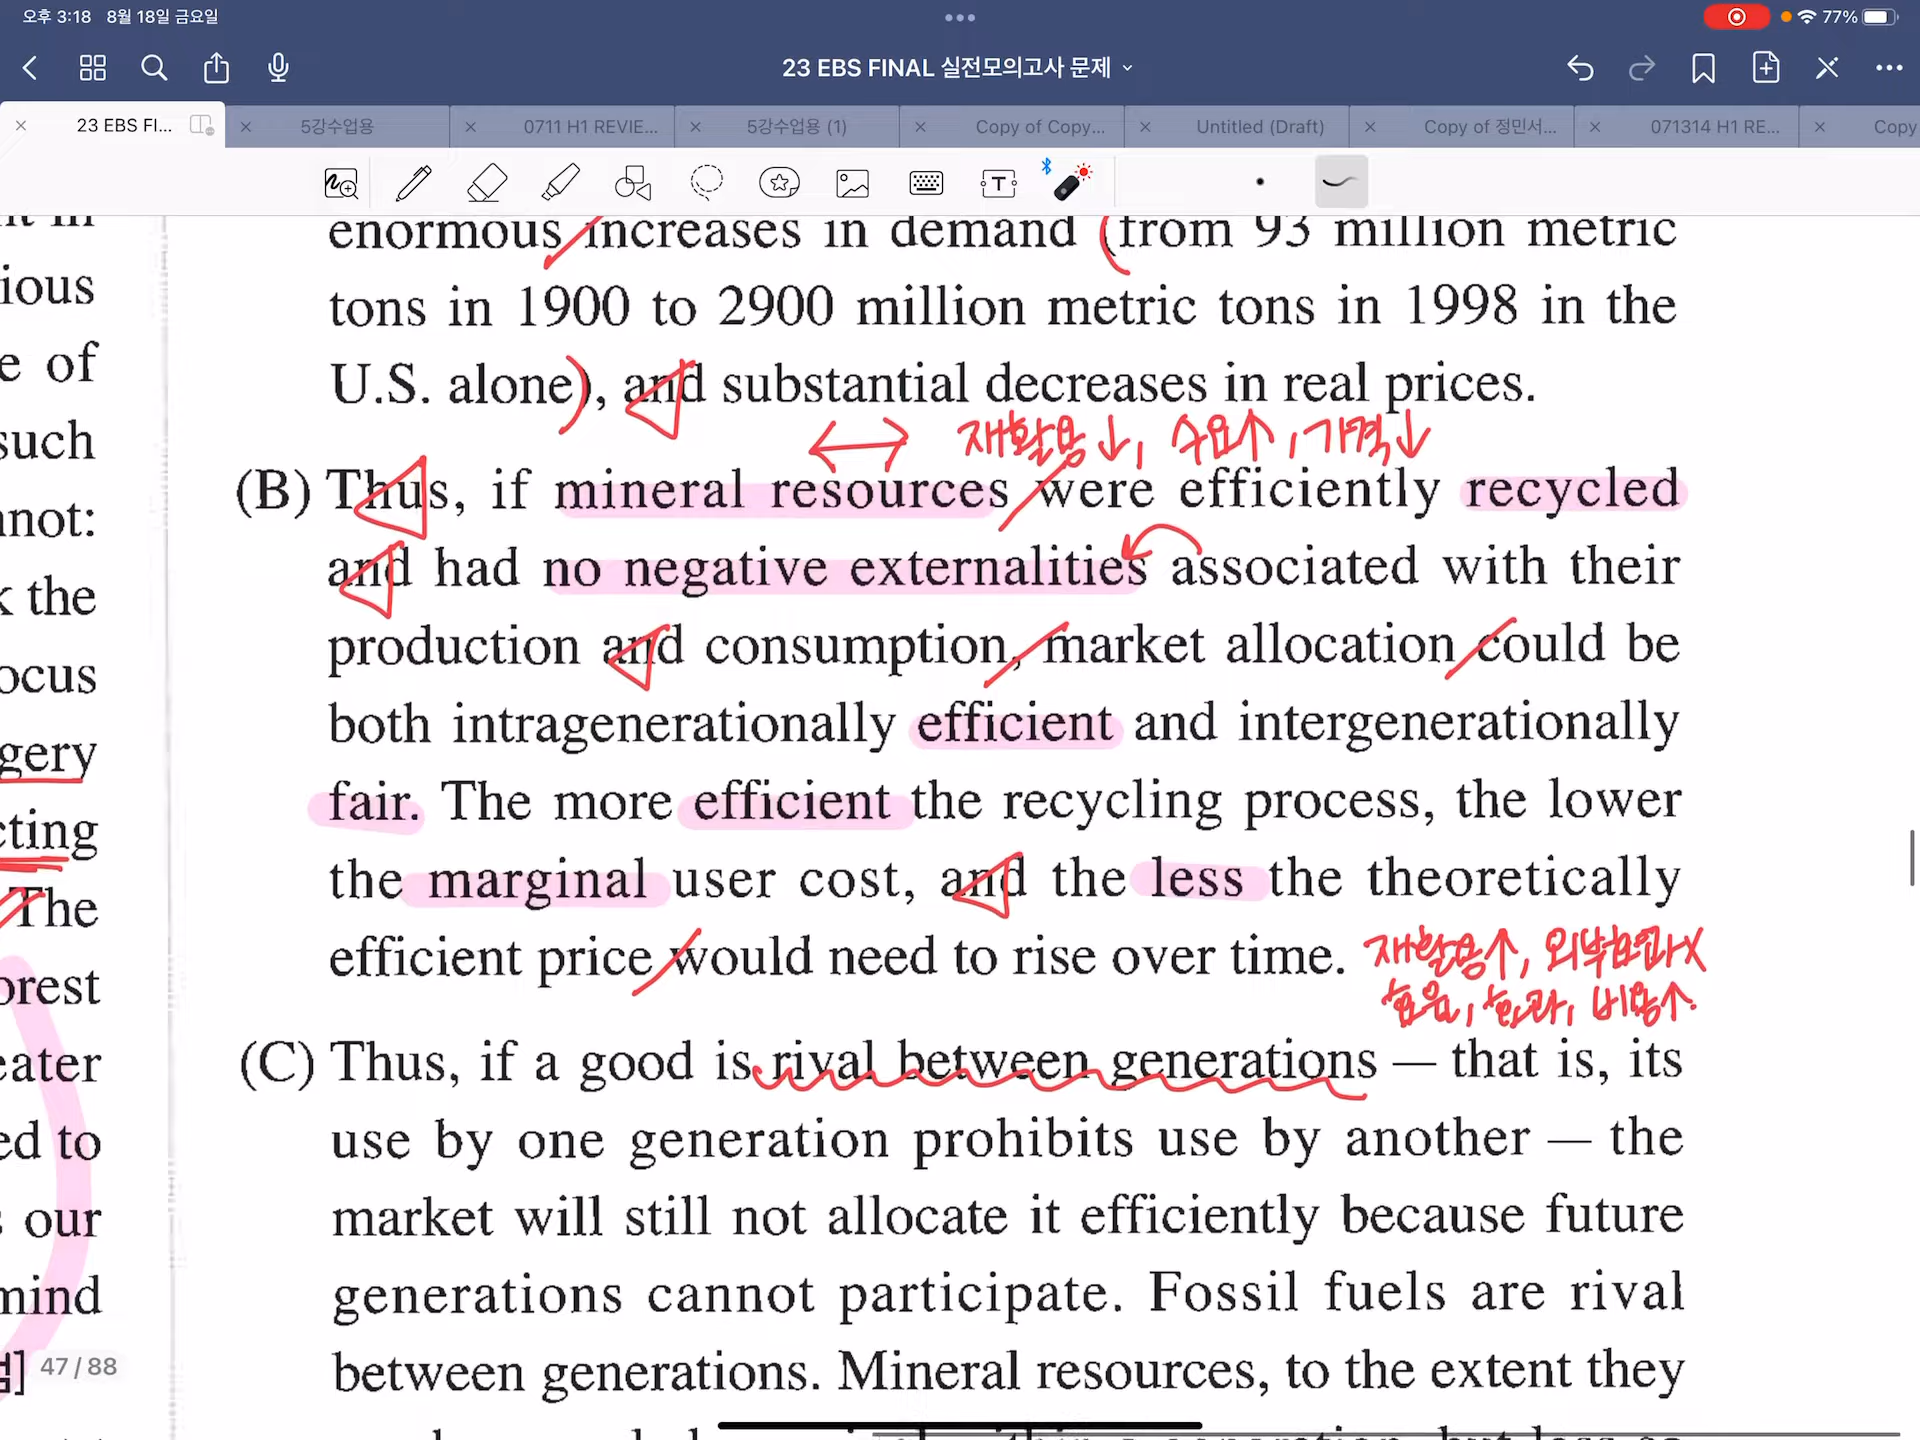 오후 3:18 8월 18일 금요일
77%
23 EBS FINAL 실전모의고사 문제
23 EBS FI...
5강수업용
0711 H1 REVIE...
5강수업용 (1)
Copy of Copy...
Untitled (Draft)
Copy of 정민서...
071314 H1 RE...
Copy
enormous increases in demand (from 93 million metric
tons in 1900 to 2900 million metric tons in 1998 in the
U.S. alone), and substantial decreases in real prices.
재활용↓, 수요↑, 가격↓
(B) Thus, if mineral resources were efficiently recycled
and had no negative externalities associated with their
production and consumption, market allocation could be
both intragenerationally efficient and intergenerationally
fair. The more efficient the recycling process, the lower
the marginal user cost, and the less the theoretically
efficient price would need to rise over time.
재활용↑, 외부효과X
효율, 효과, 비용↑.
(C) Thus, if a good is rival between generations — that is, its
use by one generation prohibits use by another — the
market will still not allocate it efficiently because future
generations cannot participate. Fossil fuels are rival
between generations. Mineral resources, to the extent they
ious
e of
such
nnot:
k the
ocus
gery
cting
The
orest
eater
ed to
our
mind
47 / 88